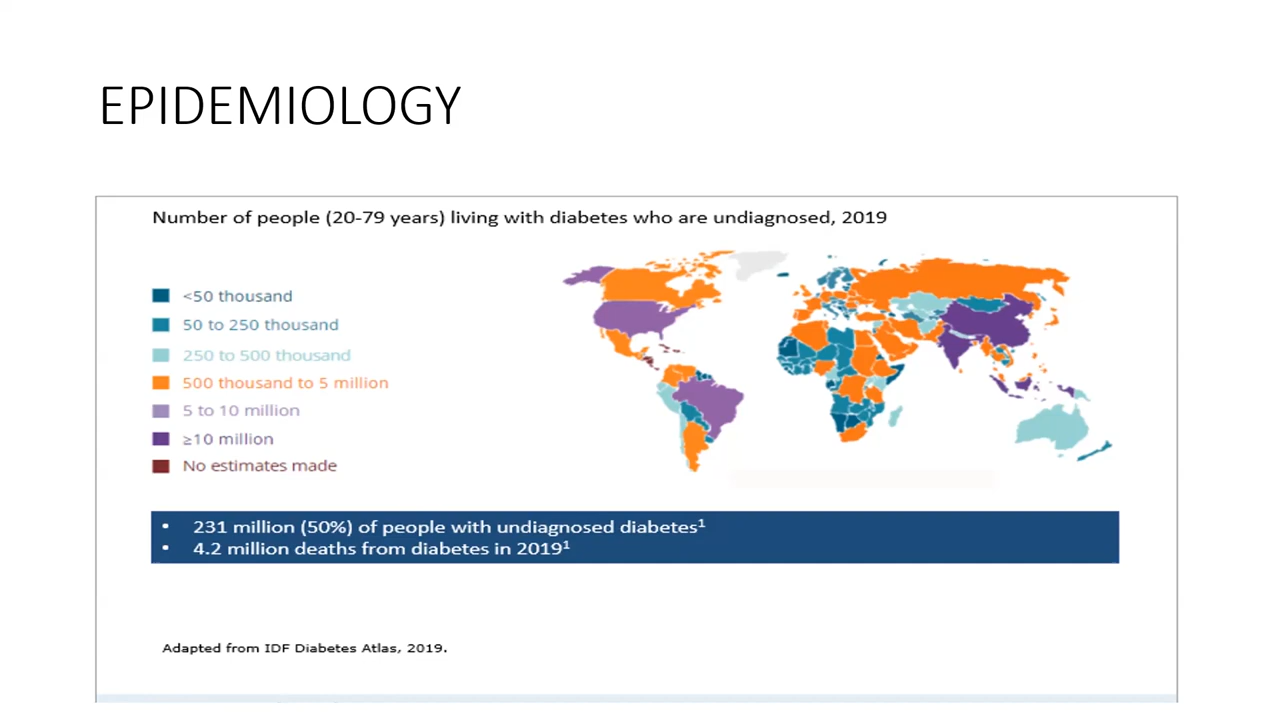 EPIDEMIOLOGY
Number of people (20-79 years) living with diabetes who are undiagnosed, 2019
<50 thousand
50 to 250 thousand
250 to 500 thousand
500 thousand to 5 million
5 to 10 million
≥10 million
No estimates made
• 231 million (50%) of people with undiagnosed diabetes¹
• 4.2 million deaths from diabetes in 2019¹
Adapted from IDF Diabetes Atlas, 2019.